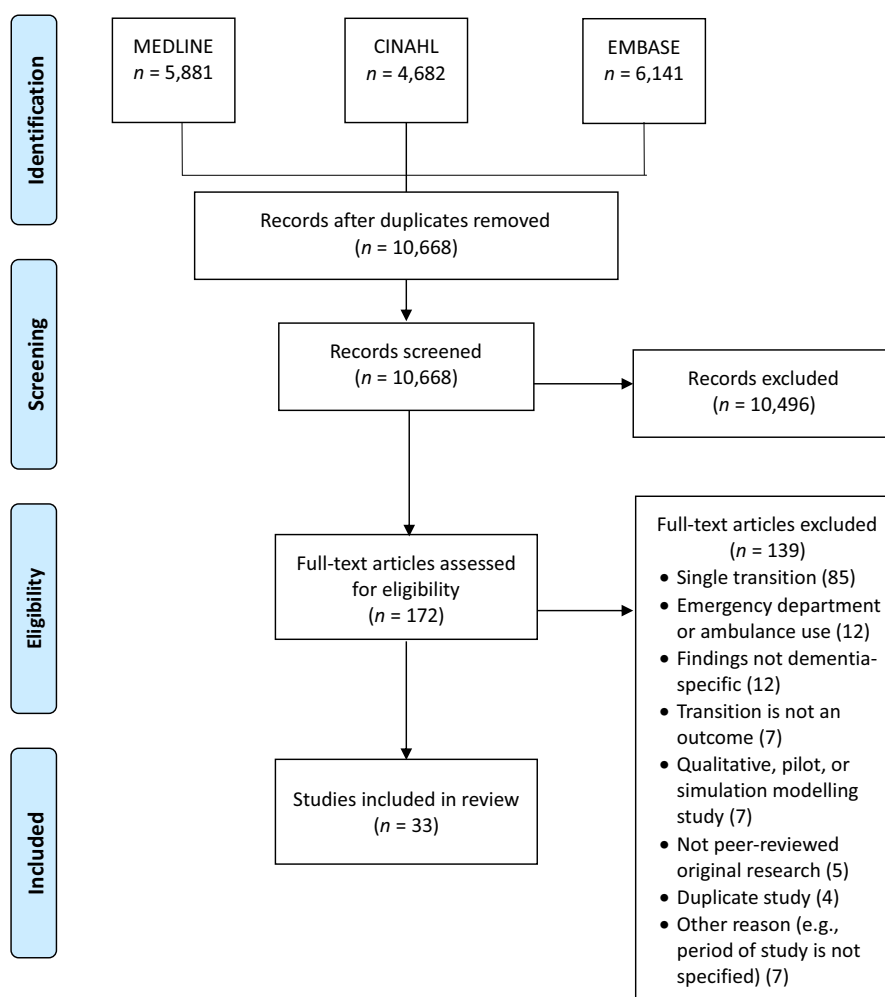 Identification
MEDLINE
n = 5,881
CINAHL
n = 4,682
EMBASE
n = 6,141
Records after duplicates removed
(n = 10,668)
Screening
Records screened
(n = 10,668)
Records excluded
(n = 10,496)
Eligibility
Full-text articles assessed
for eligibility
(n = 172)
Full-text articles excluded
(n = 139)
• Single transition (85)
• Emergency department
or ambulance use (12)
• Findings not dementia-
specific (12)
• Transition is not an
outcome (7)
• Qualitative, pilot, or
simulation modelling
study (7)
• Not peer-reviewed
original research (5)
• Duplicate study (4)
• Other reason (e.g.,
period of study is not
specified) (7)
Included
Studies included in review
(n = 33)